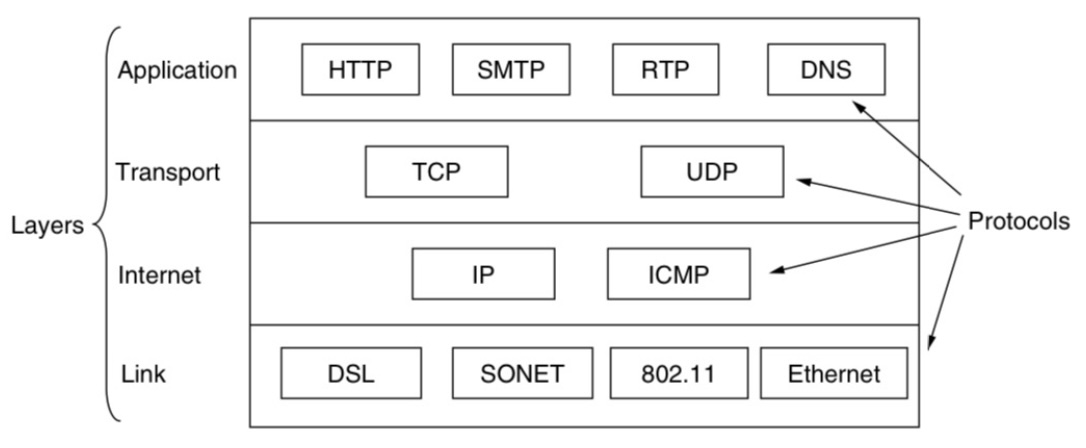 Application HTTP SMTP RTP DNS
Transport TCP UDP
Layers Protocols
Internet IP ICMP
Link DSL SONET 802.11 Ethernet